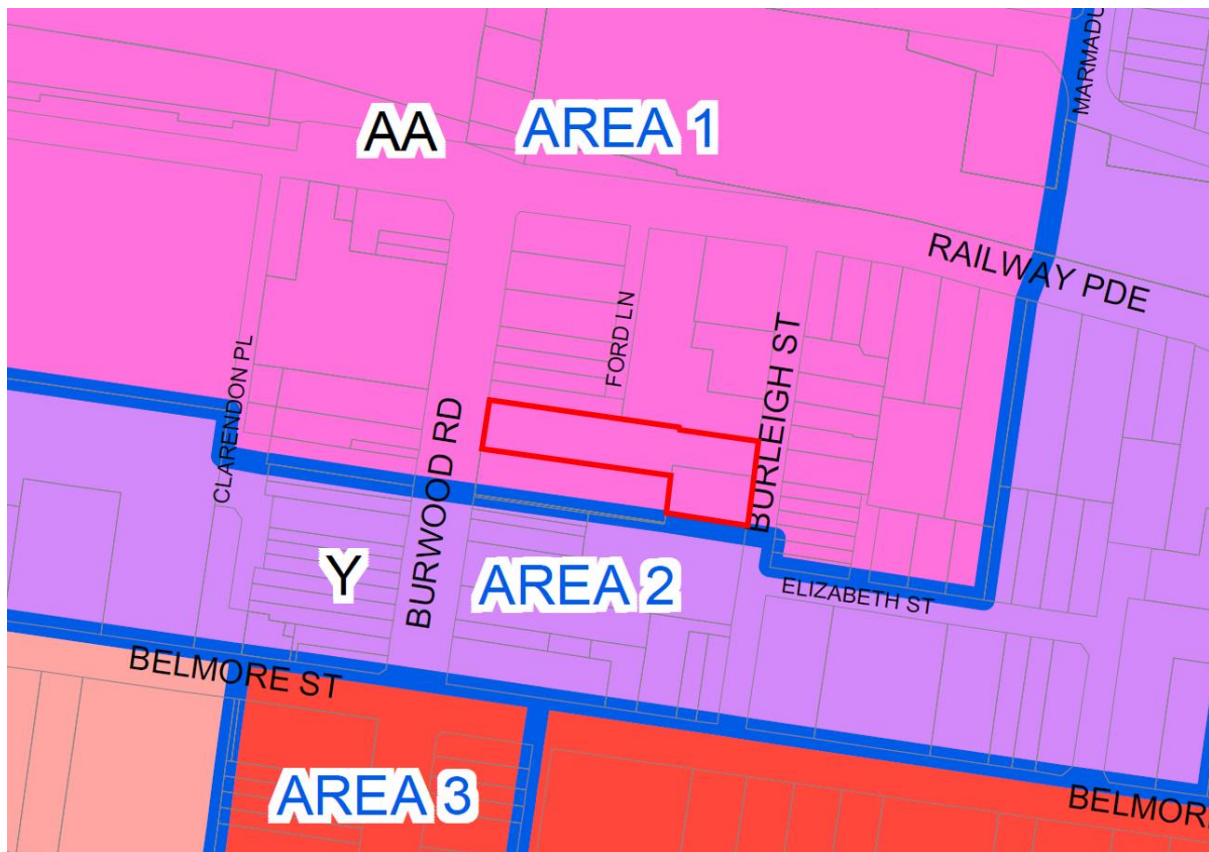 MARMADU
AA
AREA 1
RAILWAY PDE
FORD LN
BURLEIGH ST
CLARENDON PL
BURWOOD RD
Y
AREA 2
ELIZABETH ST
BELMORE ST
AREA 3
BELMOR